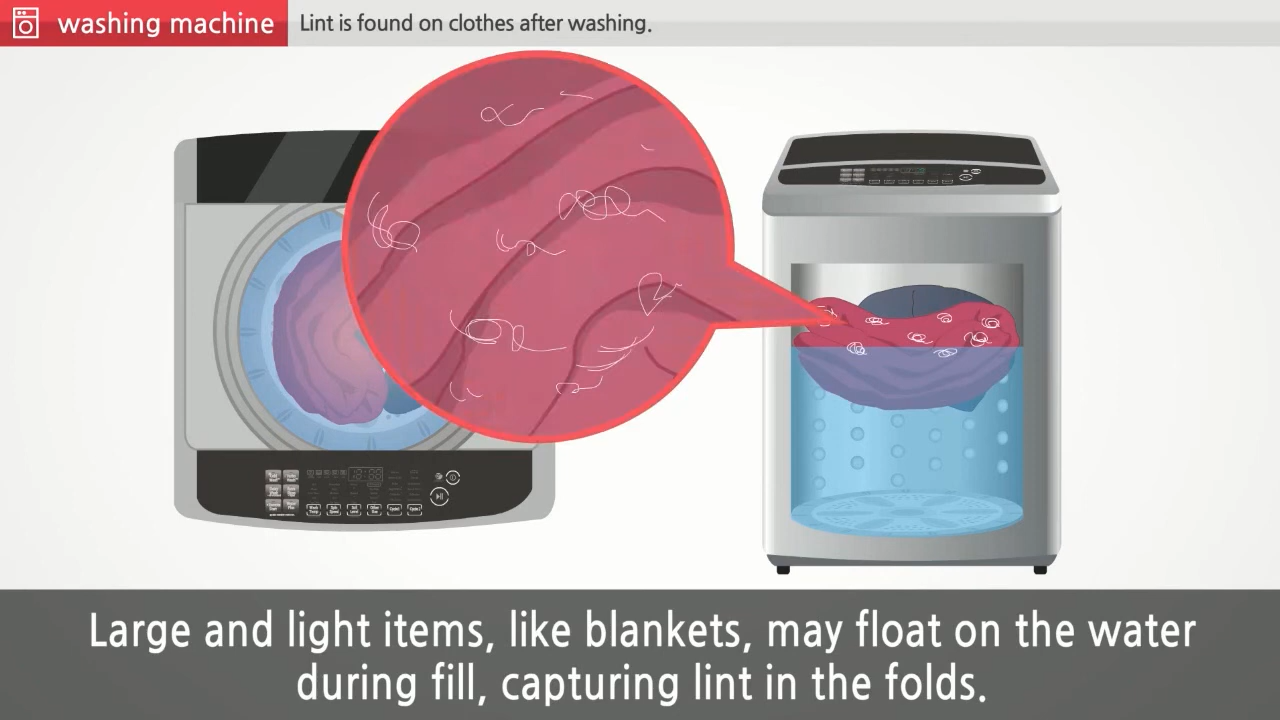 washing machine
Lint is found on clothes after washing.
Large and light items, like blankets, may float on the water
during fill, capturing lint in the folds.